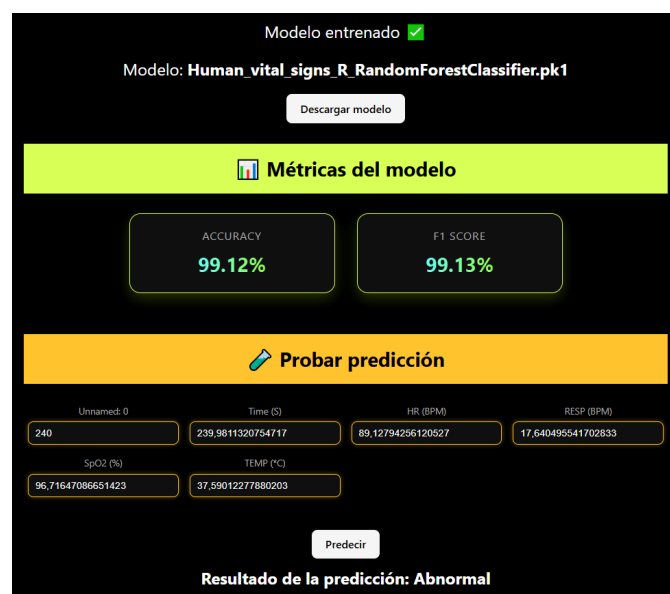 Modelo entrenado ✅
Modelo: Human_vital_signs_R_RandomForestClassifier.pk1
Descargar modelo
📊 Métricas del modelo
ACCURACY F1 SCORE
99.12% 99.13%
🧪 Probar predicción
Unnamed: 0 Time (S) HR (BPM) RESP (BPM)
240 239,9811320754717 89,12794256120527 17,640495541702833
SpO2 (%) TEMP (°C)
96,71647086651423 37,59012277880203
Predecir
Resultado de la predicción: Abnormal